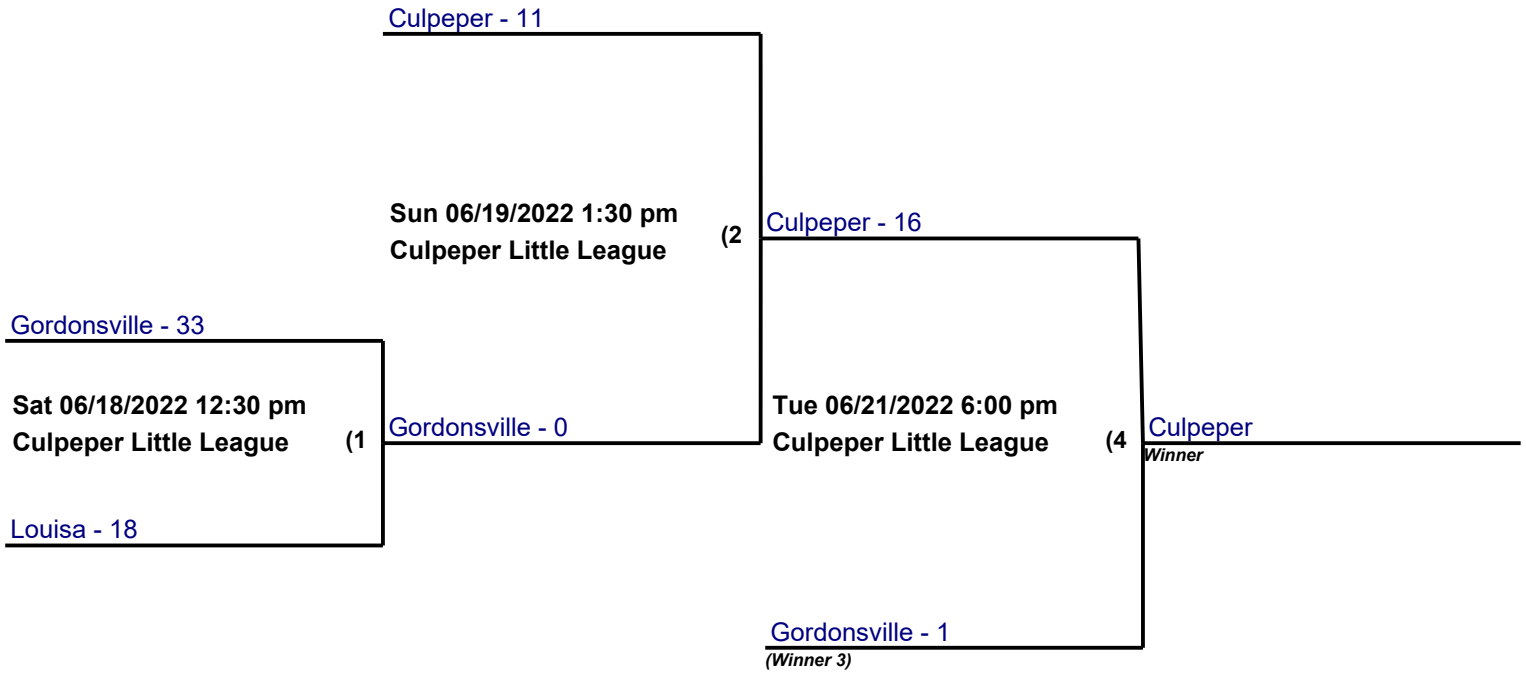 Culpeper - 11
Sun 06/19/2022 1:30 pm
Culpeper Little League
(2
Culpeper - 16
Gordonsville - 33
Sat 06/18/2022 12:30 pm
Culpeper Little League
(1
Gordonsville - 0
Tue 06/21/2022 6:00 pm
Culpeper Little League
(4
Culpeper
Winner
Louisa - 18
Gordonsville - 1
(Winner 3)